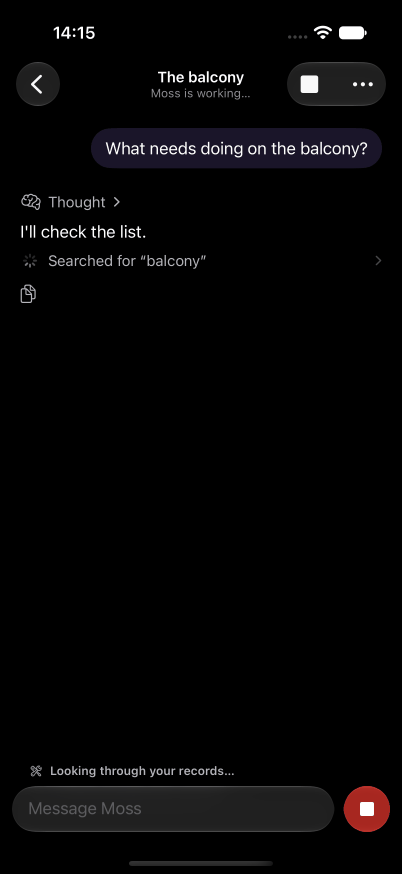 14:15
The balcony
Moss is working...
What needs doing on the balcony?
Thought
I'll check the list.
Searched for “balcony”
Looking through your records...
Message Moss